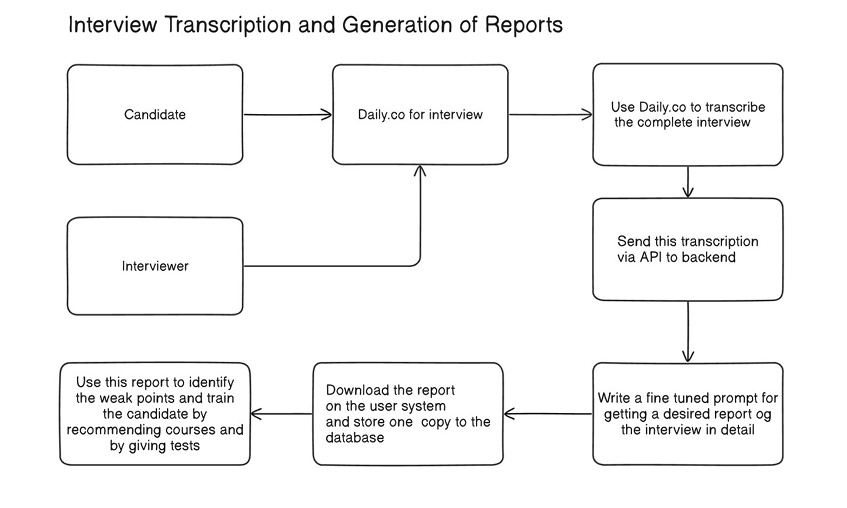 Interview Transcription and Generation of Reports
Candidate
Daily.co for interview
Use Daily.co to transcribe
the complete interview
Interviewer
Send this transcription
via API to backend
Use this report to identify
the weak points and train
the candidate by
recommending courses and
by giving tests
Download the report
on the user system
and store one copy to the
database
Write a fine tuned prompt for
getting a desired report og
the interview in detail